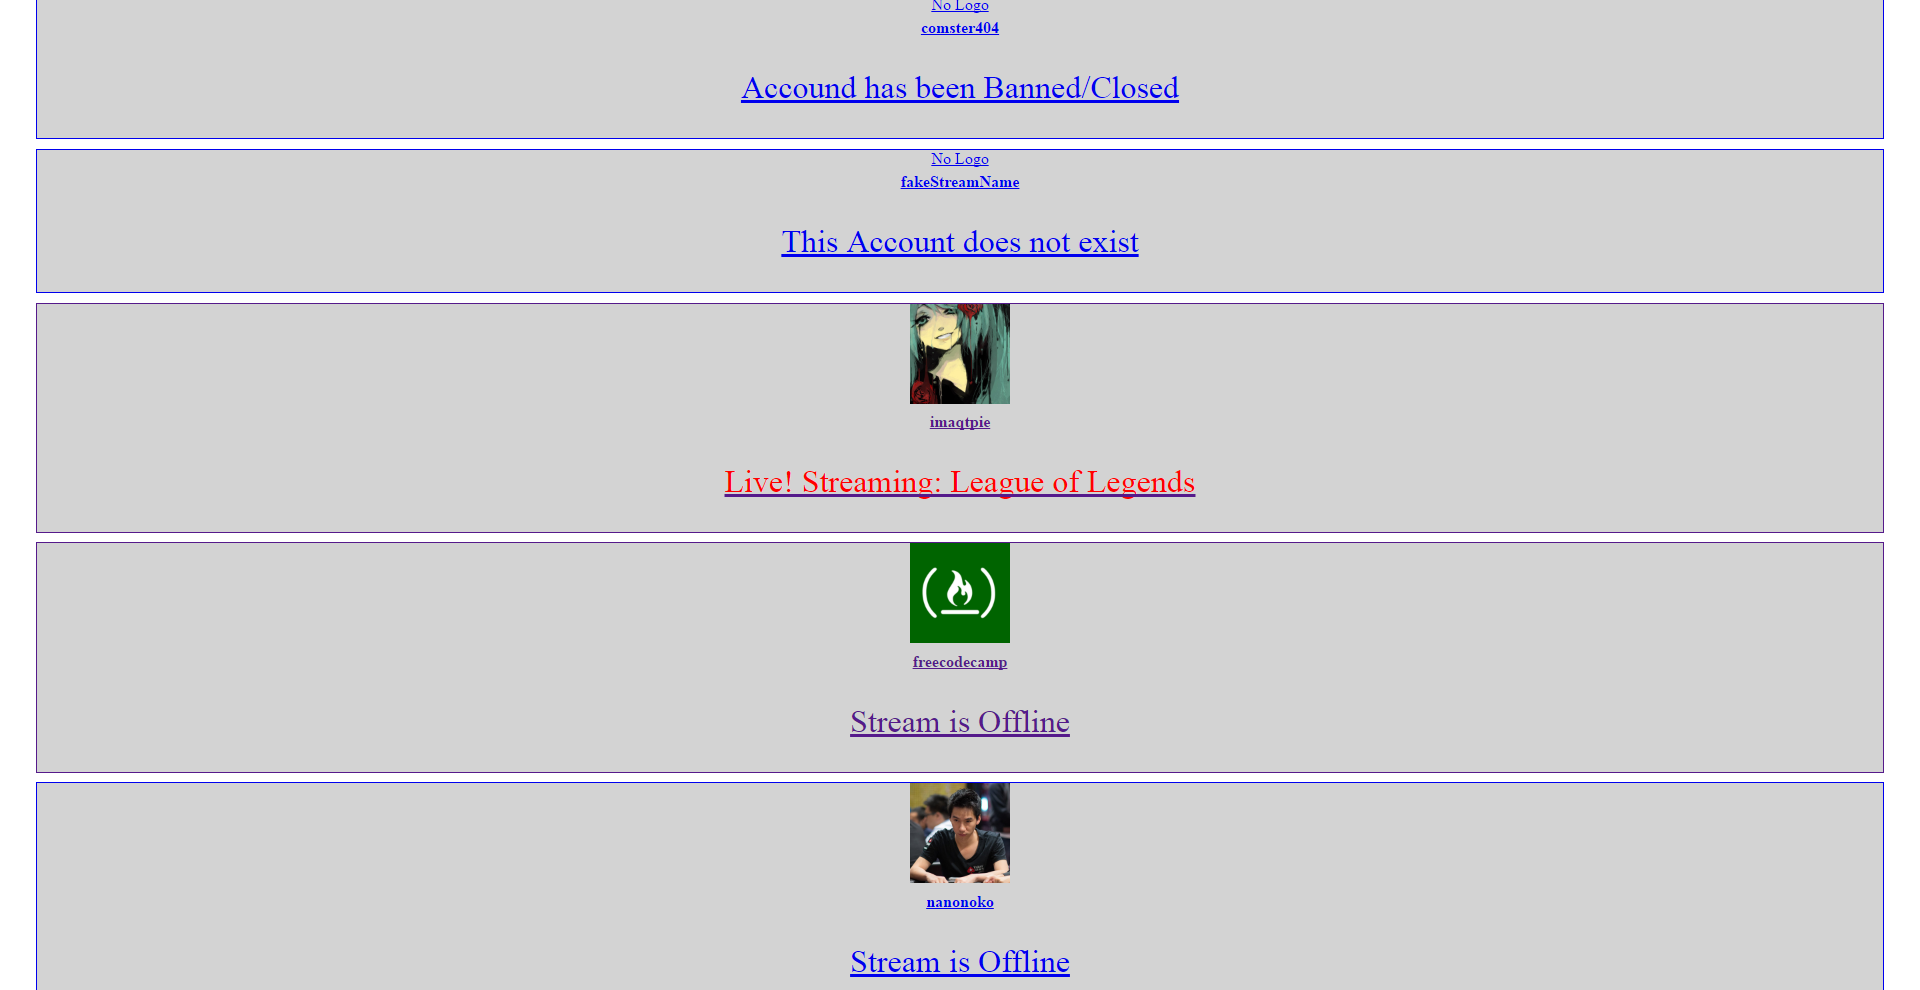 No Logo
comster404
Accound has been Banned/Closed
No Logo
fakeStreamName
This Account does not exist
imaqtpie
Live! Streaming: League of Legends
freecodecamp
Stream is Offline
nanonoko
Stream is Offline